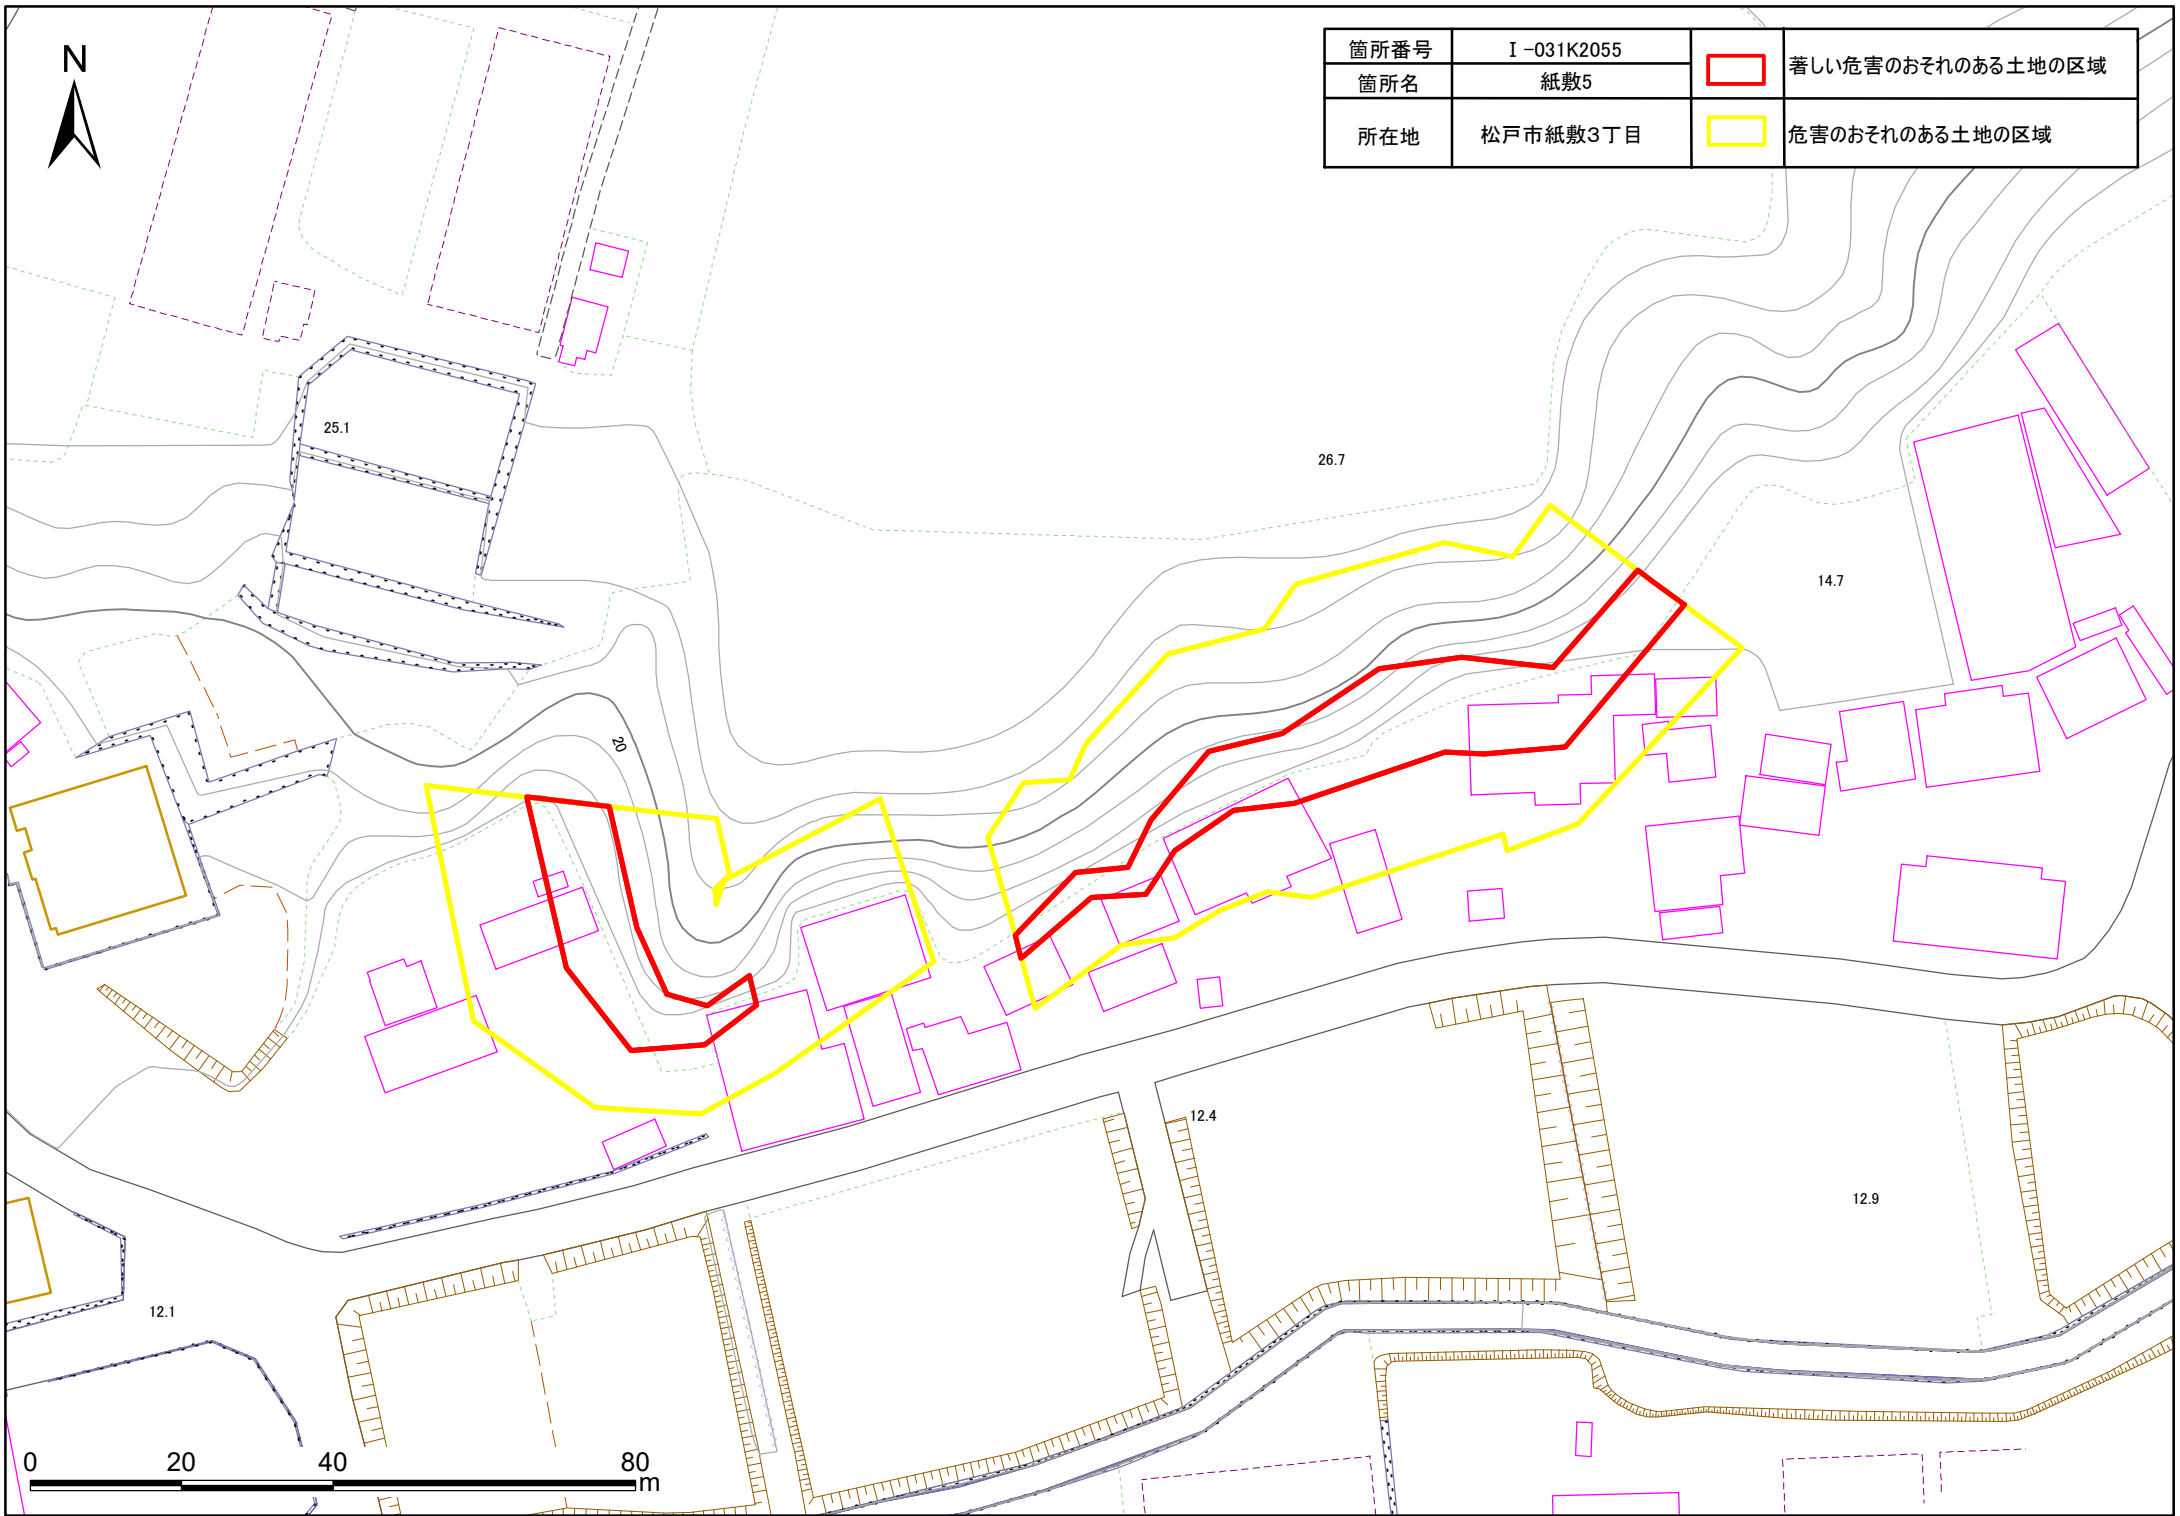 N
箇所番号 Ⅰ-031K2055 著しい危害のおそれのある土地の区域
箇所名 紙敷5
所在地 松戸市紙敷3丁目 危害のおそれのある土地の区域
25.1
26.7
14.7
20
12.4
12.9
12.1
0 20 40 80 m